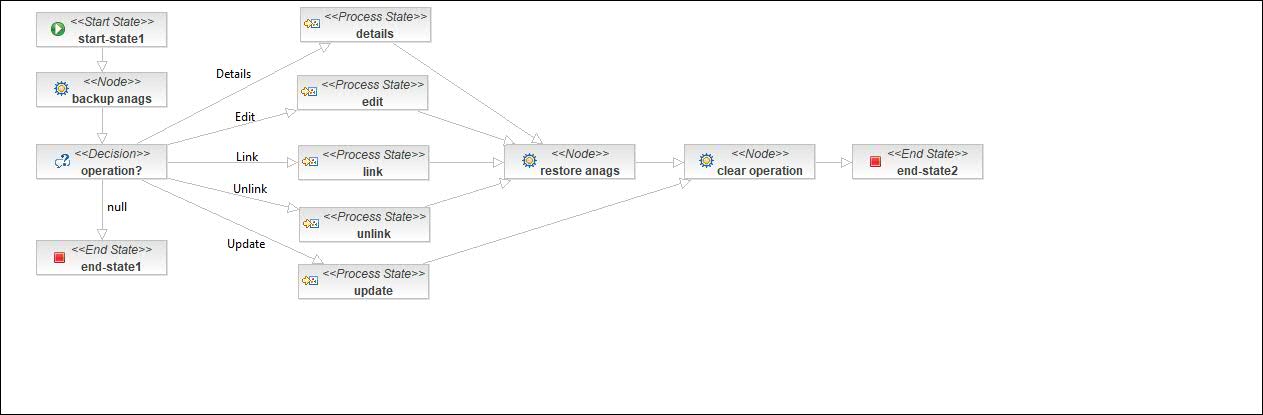 <<Start State>>
start-state1
<<Node>>
backup anags
<<Decision>>
operation?
null
<<End State>>
end-state1
Details
Edit
Link
Unlink
Update
<<Process State>>
details
<<Process State>>
edit
<<Process State>>
link
<<Process State>>
unlink
<<Process State>>
update
<<Node>>
restore anags
<<Node>>
clear operation
<<End State>>
end-state2